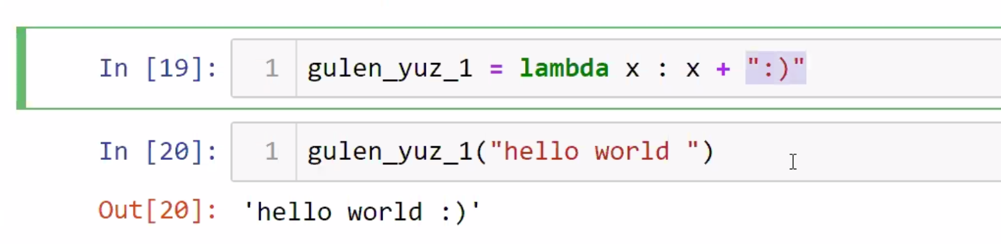 In [19]: 1 gulen_yuz_1 = lambda x : x + ":)"
In [20]: 1 gulen_yuz_1("hello world ")
Out[20]: 'hello world :)'